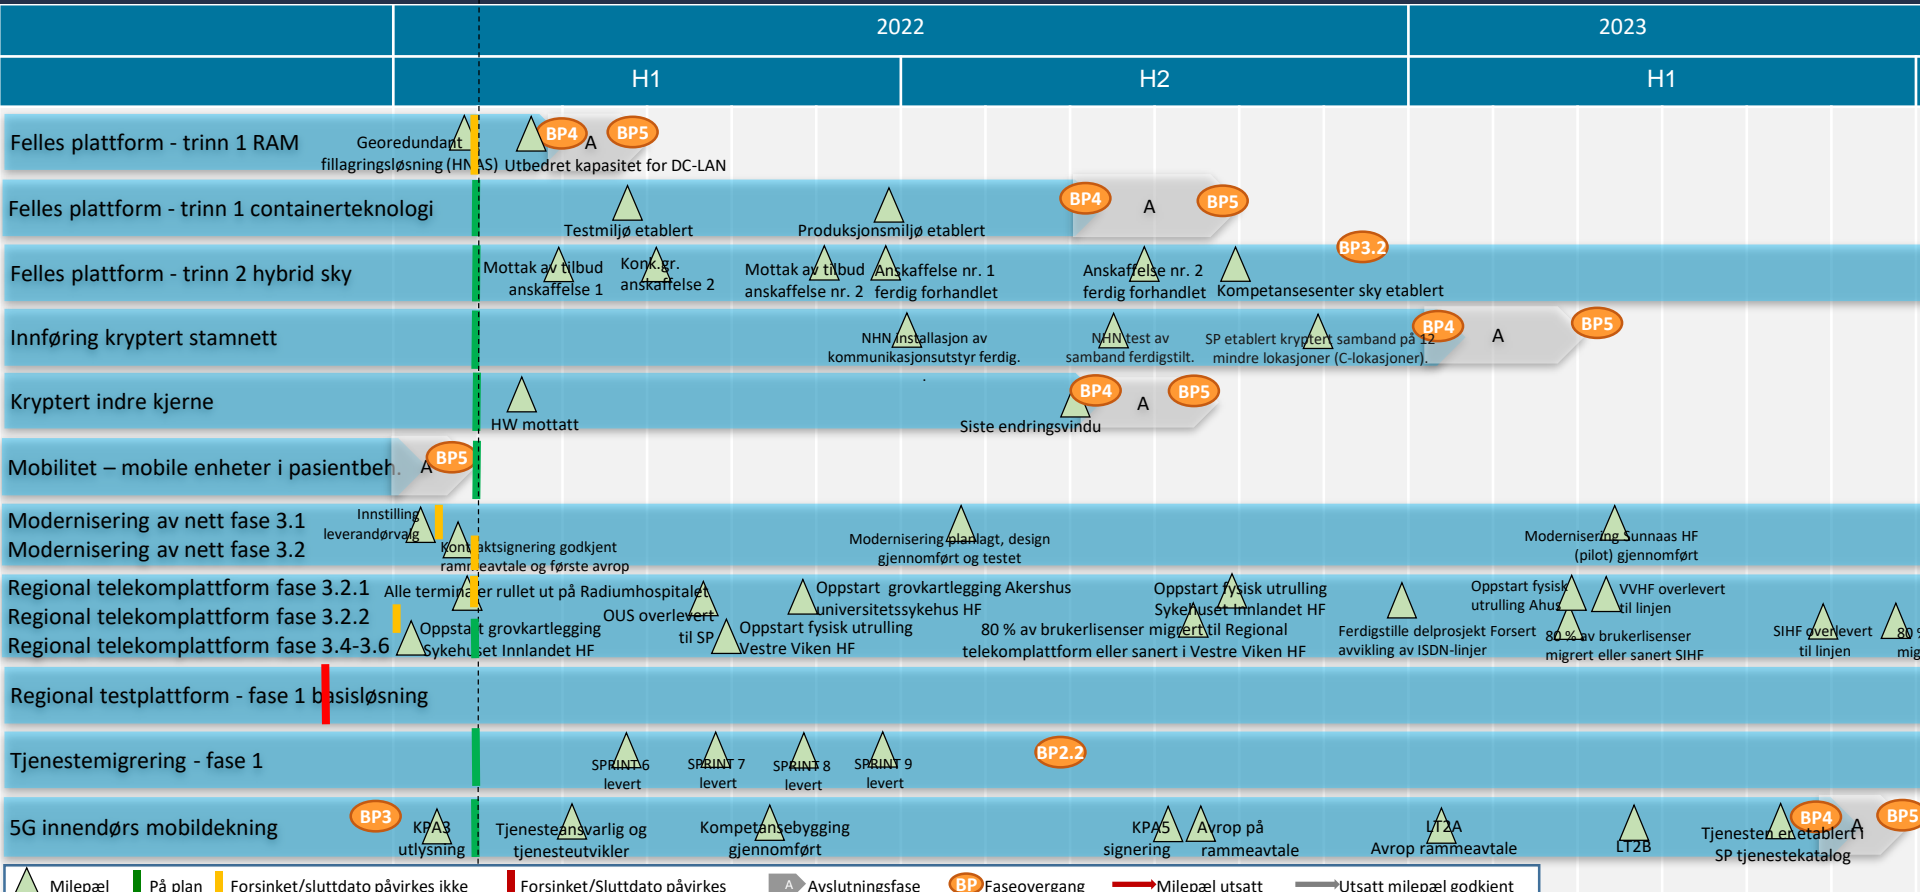 2022
2023
H1
H2
H1
Felles plattform - trinn 1 RAM
Georedundant
fillagringsløsning (HNAS)
Utbedret kapasitet for DC-LAN
BP4
A
BP5
Felles plattform - trinn 1 containerteknologi
Testmiljø etablert
Produksjonsmiljø etablert
BP4
A
BP5
Felles plattform - trinn 2 hybrid sky
Mottak av tilbud
anskaffelse 1
Konk.gr.
anskaffelse 2
Mottak av tilbud
anskaffelse nr. 2
Anskaffelse nr. 1
ferdig forhandlet
Anskaffelse nr. 2
ferdig forhandlet
Kompetansesenter sky etablert
BP3.2
Innføring kryptert stamnett
NHN installasjon av
kommunikasjonsutstyr ferdig.
.
NHN test av
samband ferdigstilt.
SP etablert kryptert samband på 12
mindre lokasjoner (C-lokasjoner).
BP4
A
BP5
Kryptert indre kjerne
HW mottatt
Siste endringsvindu
BP4
A
BP5
Mobilitet – mobile enheter i pasientbeh.
A
BP5
Modernisering av nett fase 3.1
Modernisering av nett fase 3.2
Innstilling
leverandørvalg
Kontraktsignering godkjent
rammeavtale og første avrop
Modernisering planlagt, design
gjennomført og testet
Modernisering Sunnaas HF
(pilot) gjennomført
Regional telekomplattform fase 3.2.1
Regional telekomplattform fase 3.2.2
Regional telekomplattform fase 3.4-3.6
Alle terminaler rullet ut på Radiumhospitalet
Oppstart grovkartlegging
Sykehuset Innlandet HF
OUS overlevert
til SP
Oppstart fysisk utrulling
Vestre Viken HF
Oppstart  grovkartlegging Akershus
universitetssykehus HF
80 % av brukerlisenser migrert til Regional
telekomplattform eller sanert i Vestre Viken HF
Oppstart fysisk utrulling
Sykehuset Innlandet HF
Ferdigstille delprosjekt Forsert
avvikling av ISDN-linjer
Oppstart fysisk
utrulling Ahus
VVHF overlevert
til linjen
80 % av brukerlisenser
migrert eller sanert SIHF
SIHF overlevert
til linjen
80 %
mig
Regional testplattform - fase 1 basisløsning
Tjenestemigrering - fase 1
SPRINT 6
levert
SPRINT 7
levert
SPRINT 8
levert
SPRINT 9
levert
BP2.2
5G innendørs mobildekning
BP3
KPA3
utlysning
Tjenesteansvarlig og
tjenesteutvikler
Kompetansebygging
gjennomført
KPA5
signering
Avrop på
rammeavtale
LT2A
Avrop rammeavtale
LT2B
Tjenesten er etablert i
SP tjenestekatalog
BP4
A
BP5
Milepæl
På plan
Forsinket/sluttdato påvirkes ikke
Forsinket/Sluttdato påvirkes
A
Avslutningsfase
BP
Faseovergang
Milepæl utsatt
Utsatt milepæl godkjent